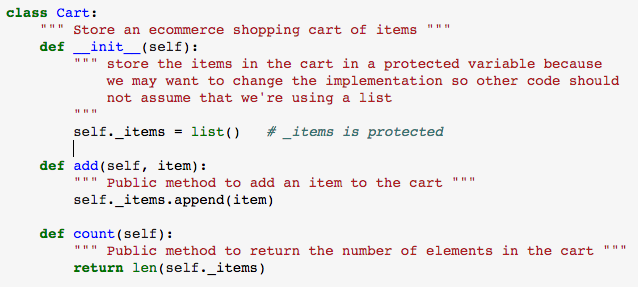 class Cart:
    """ Store an ecommerce shopping cart of items """
    def __init__(self):
        """ store the items in the cart in a protected variable because
            we may want to change the implementation so other code should
            not assume that we're using a list
        """
        self._items = list()   # _items is protected
    def add(self, item):
        """ Public method to add an item to the cart """
        self._items.append(item)
    def count(self):
        """ Public method to return the number of elements in the cart """
        return len(self._items)